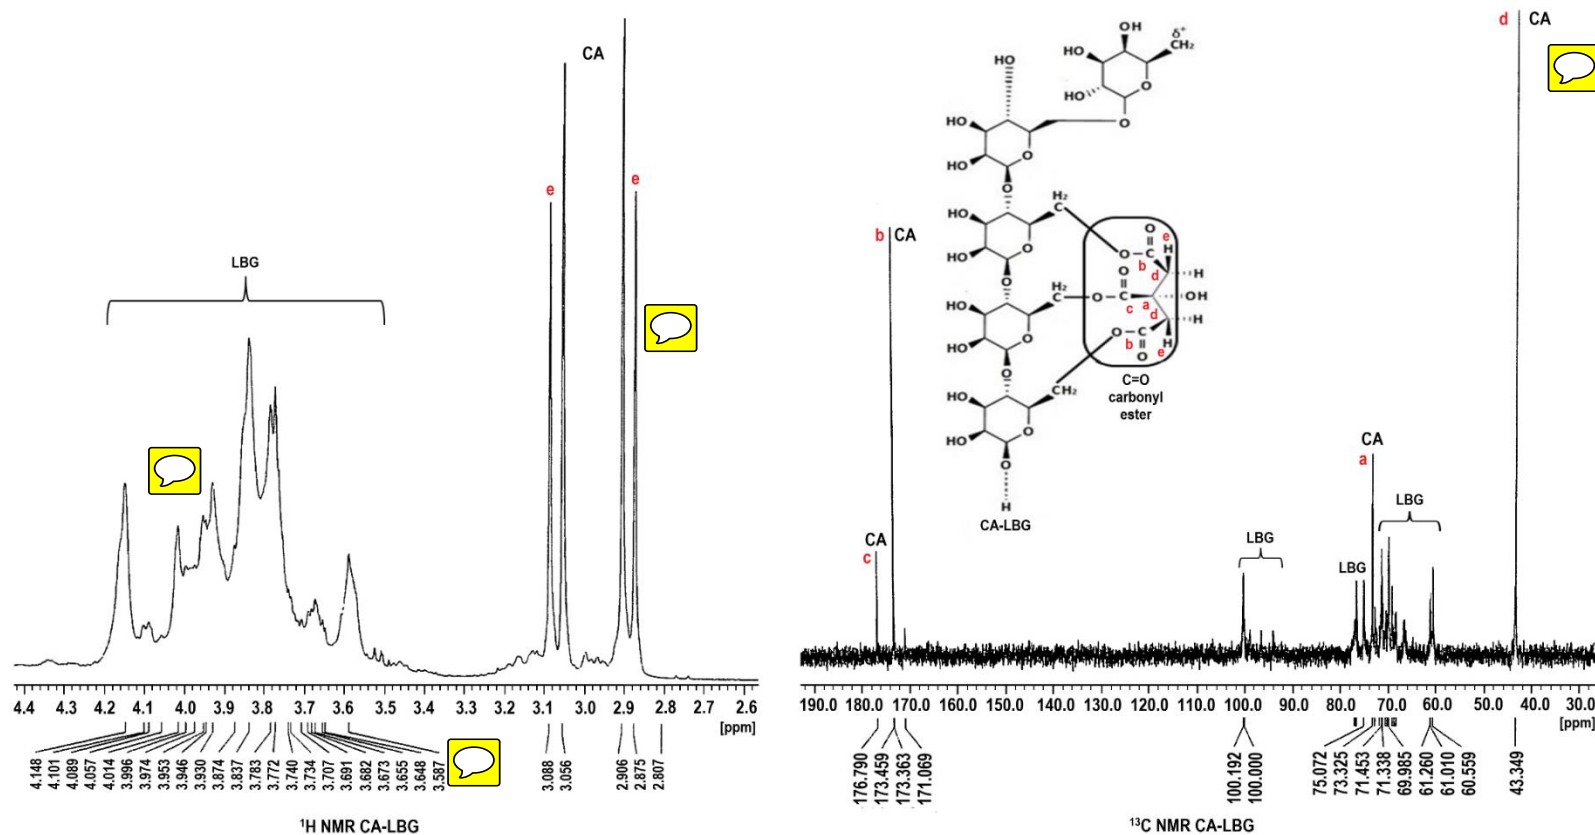 CA
e
e
LBG
4.4 4.3 4.2 4.1 4.0 3.9 3.8 3.7 3.6 3.5 3.4 3.3 3.2 3.1 3.0 2.9 2.8 2.7 2.6
[ppm]
4.148
4.101
4.089
4.057
4.014
3.996
3.974
3.953
3.946
3.930
3.874
3.837
3.783
3.772
3.740
3.734
3.707
3.691
3.682
3.673
3.655
3.648
3.587
3.088
3.056
2.906
2.875
2.807
¹H NMR CA-LBG
d CA
OH
δ⁺
CH₂
HO
HO
O
HO
HO
O
HO
HO
O
O
HO
H₂
C
HO
O
O
O
e
H
O
C
b
d
H
O
O
C
c
a
OH
H₂
C
O
d
H
HO
HO
O
O
C
b
O
H
e
O
C=O
carbonyl
ester
CH₂
HO
HO
O
O
H
CA-LBG
b CA
CA
c
CA
a
LBG
LBG
LBG
190.0 180.0 170.0 160.0 150.0 140.0 130.0 120.0 110.0 100.0 90.0 80.0 70.0 60.0 50.0 40.0 30.0
[ppm]
176.790
173.459
173.363
171.069
100.192
100.000
75.072
73.325
71.453
71.338
69.985
61.260
61.010
60.559
43.349
¹³C NMR CA-LBG